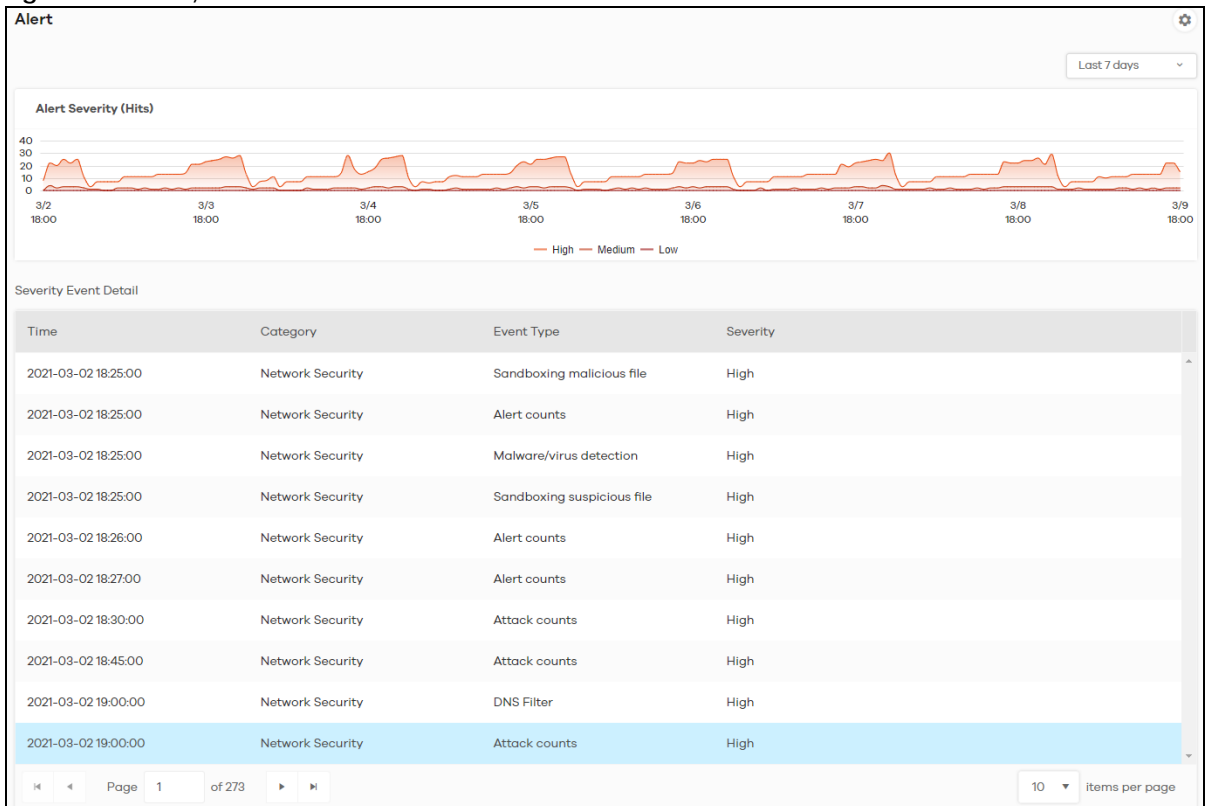 Alert
Last 7 days
Alert Severity (Hits)
40
30
20
10
0
3/2 3/3 3/4 3/5 3/6 3/7 3/8 3/9
18:00 18:00 18:00 18:00 18:00 18:00 18:00 18:00
High Medium Low
Severity Event Detail
Time Category Event Type Severity
2021-03-02 18:25:00 Network Security Sandboxing malicious file High
2021-03-02 18:25:00 Network Security Alert counts High
2021-03-02 18:25:00 Network Security Malware/virus detection High
2021-03-02 18:25:00 Network Security Sandboxing suspicious file High
2021-03-02 18:26:00 Network Security Alert counts High
2021-03-02 18:27:00 Network Security Alert counts High
2021-03-02 18:30:00 Network Security Attack counts High
2021-03-02 18:45:00 Network Security Attack counts High
2021-03-02 19:00:00 Network Security DNS Filter High
2021-03-02 19:00:00 Network Security Attack counts High
Page 1 of 273 10 items per page